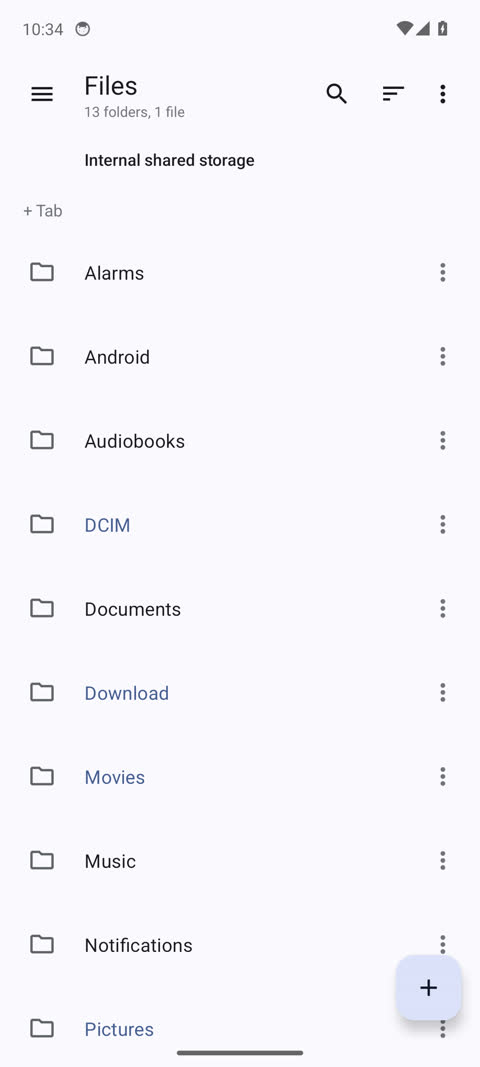 10:34
Files
13 folders, 1 file
Internal shared storage
+ Tab
Alarms
Android
Audiobooks
DCIM
Documents
Download
Movies
Music
Notifications
Pictures